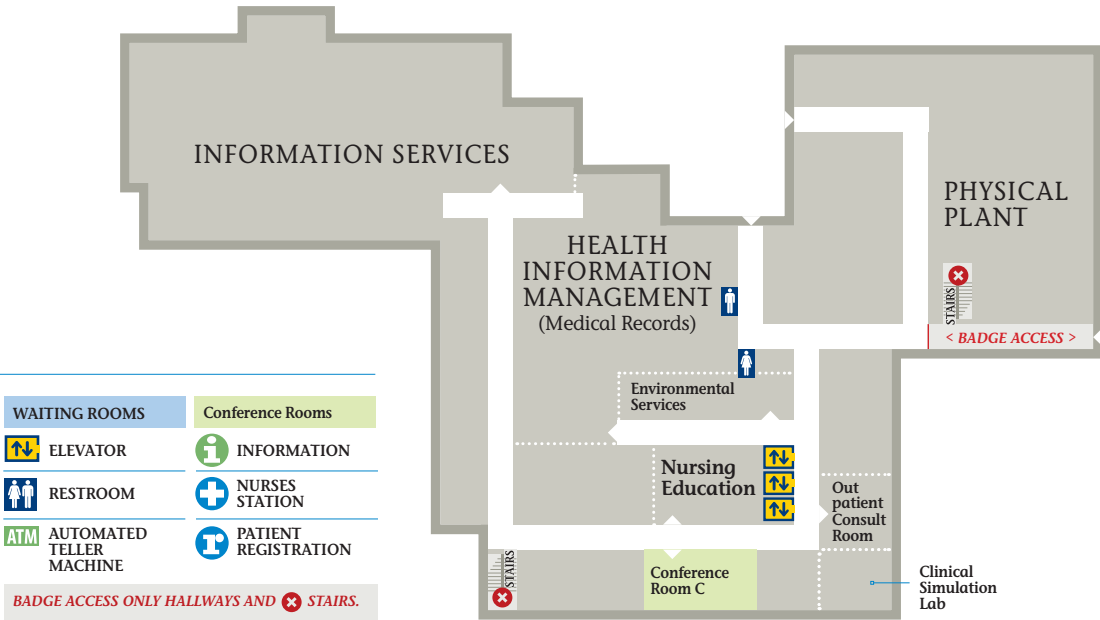 INFORMATION SERVICES
PHYSICAL
PLANT
HEALTH
INFORMATION
MANAGEMENT
(Medical Records)
STAIRS
< BADGE ACCESS >
Environmental
Services
Nursing
Education
Out
patient
Consult
Room
STAIRS
Conference
Room C
Clinical
Simulation
Lab
WAITING ROOMS
Conference Rooms
ELEVATOR
i INFORMATION
RESTROOM
NURSES
STATION
ATM AUTOMATED
TELLER
MACHINE
r PATIENT
REGISTRATION
BADGE ACCESS ONLY HALLWAYS AND STAIRS.